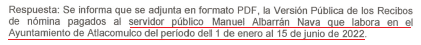 Respuesta: Se informa que se adjunta en formato PDF, la Versión Pública de los Recibos
de nómina pagados al servidor público Manuel Albarrán Nava que labora en el
Ayuntamiento de Atlacomulco del período del 1 de enero al 15 de junio de 2022.